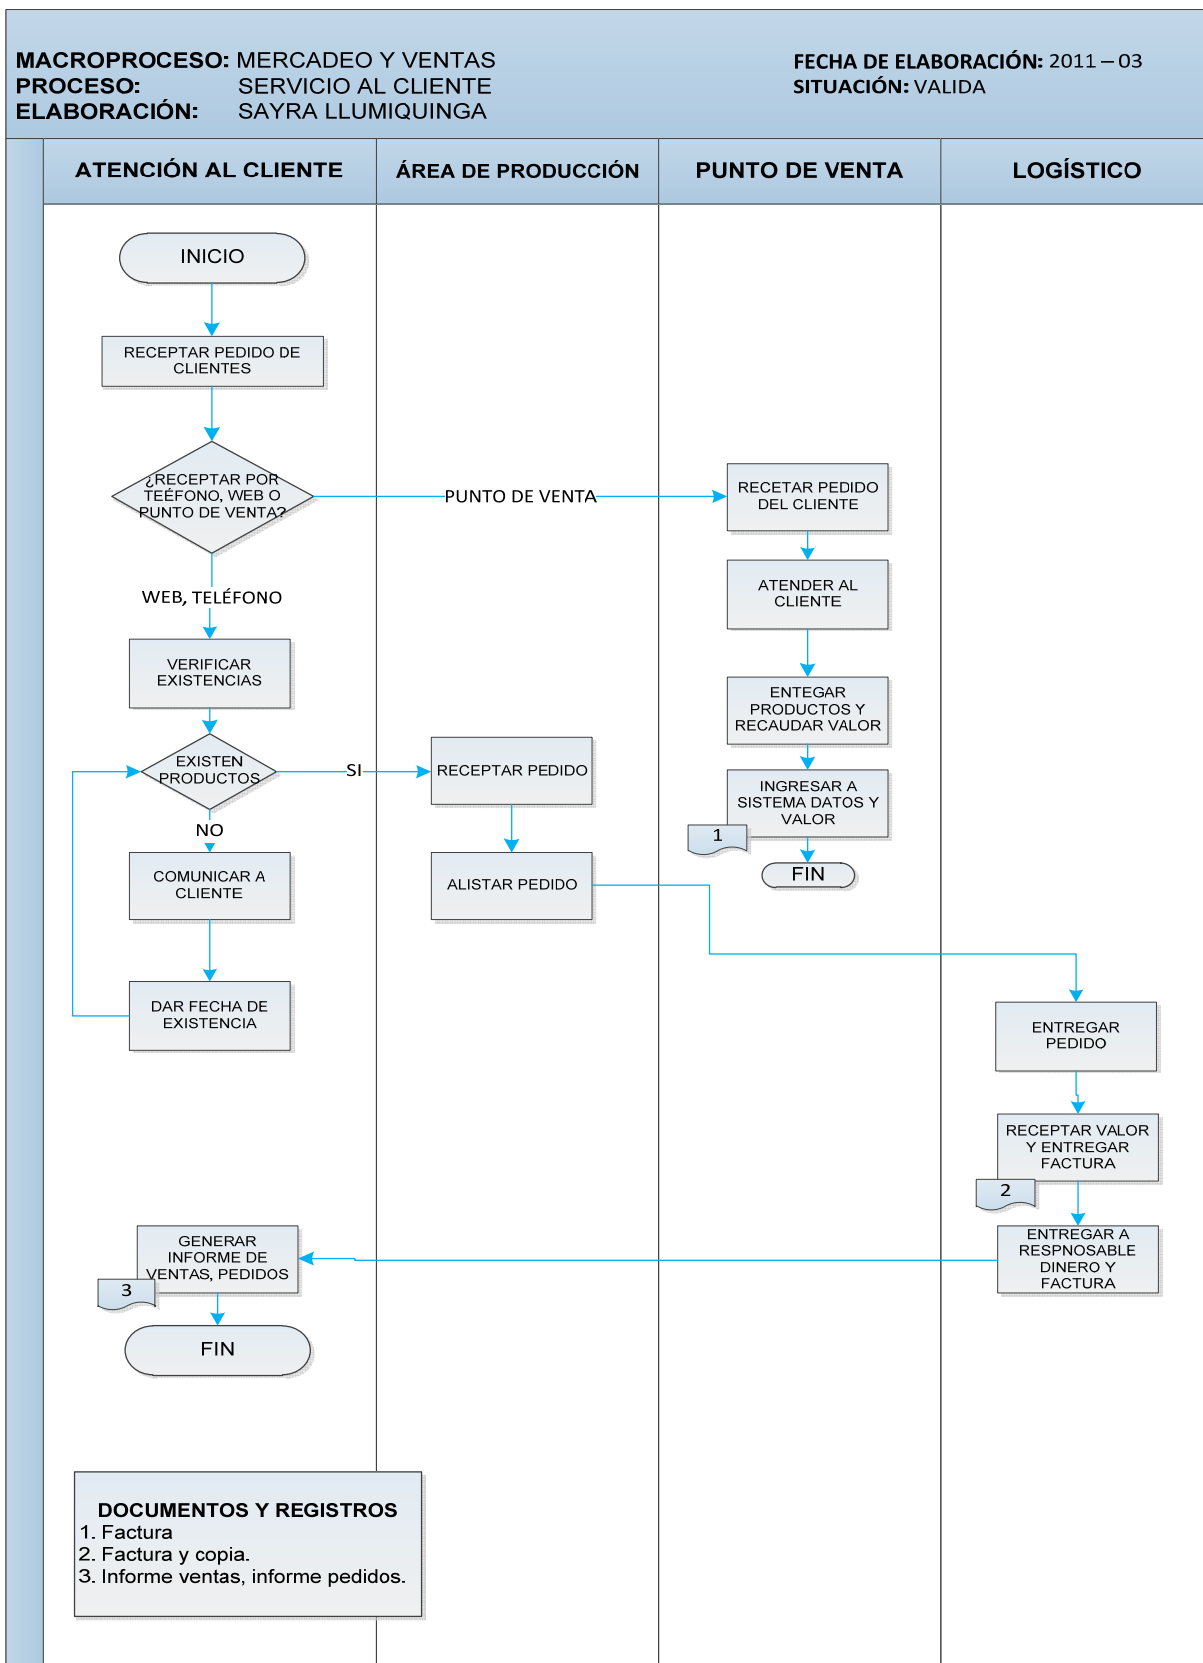 MACROPROCESO: MERCADEO Y VENTAS
PROCESO: SERVICIO AL CLIENTE
ELABORACIÓN: SAYRA LLUMIQUINGA
FECHA DE ELABORACIÓN: 2011 – 03
SITUACIÓN: VALIDA
ATENCIÓN AL CLIENTE
ÁREA DE PRODUCCIÓN
PUNTO DE VENTA
LOGÍSTICO
INICIO
RECEPTAR PEDIDO DE
CLIENTES
¿RECEPTAR POR
TEÉFONO, WEB O
PUNTO DE VENTA?
PUNTO DE VENTA
RECETAR PEDIDO
DEL CLIENTE
ATENDER AL
CLIENTE
WEB, TELÉFONO
VERIFICAR
EXISTENCIAS
ENTEGAR
PRODUCTOS Y
RECAUDAR VALOR
EXISTEN
PRODUCTOS
SI
RECEPTAR PEDIDO
INGRESAR A
SISTEMA DATOS Y
VALOR
1
FIN
NO
COMUNICAR A
CLIENTE
ALISTAR PEDIDO
DAR FECHA DE
EXISTENCIA
ENTREGAR
PEDIDO
RECEPTAR VALOR
Y ENTREGAR
FACTURA
2
ENTREGAR A
RESPNOSABLE
DINERO Y
FACTURA
GENERAR
INFORME DE
VENTAS, PEDIDOS
3
FIN
DOCUMENTOS Y REGISTROS
1. Factura
2. Factura y copia.
3. Informe ventas, informe pedidos.